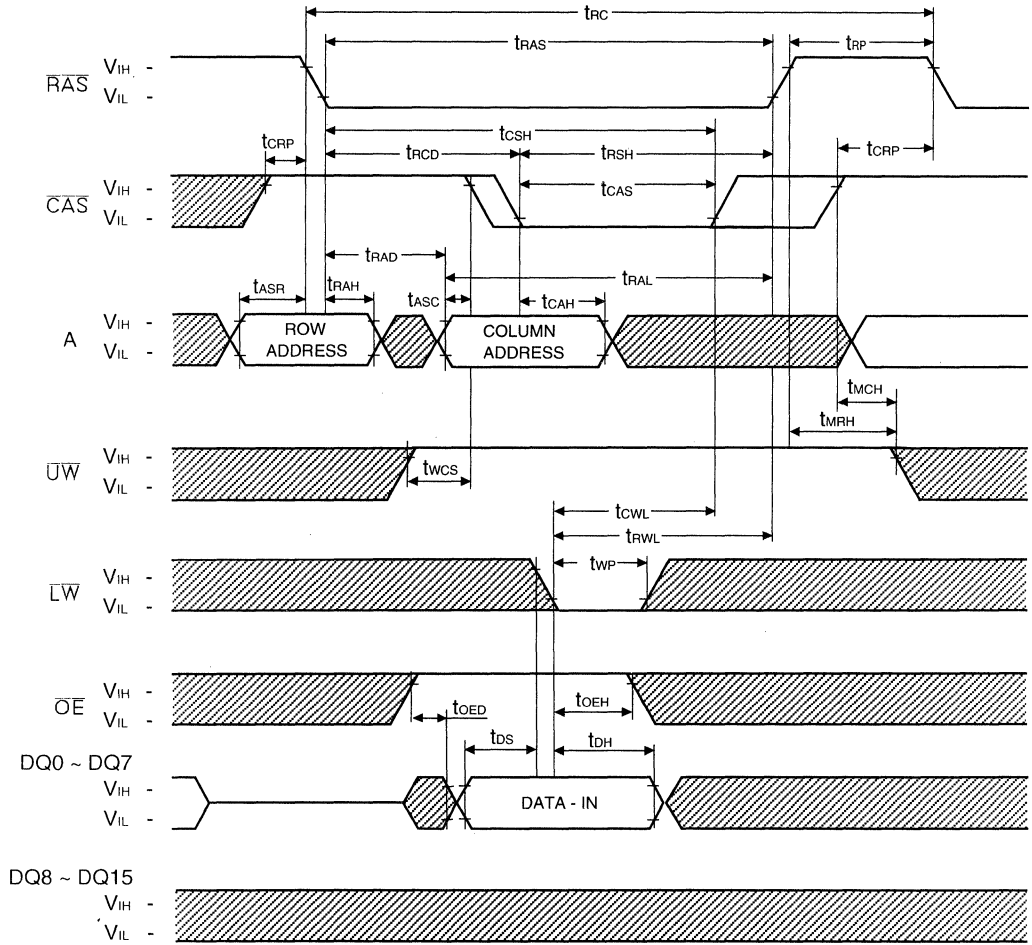 tRC
tRAS
tRP
RAS
VIH -
VIL -
tCSH
tCRP
tRCD
tRSH
tCRP
CAS
VIH -
VIL -
tCAS
tRAD
tRAL
tASR
tRAH
tASC
tCAH
A
VIH -
VIL -
ROW
ADDRESS
COLUMN
ADDRESS
tMCH
tMRH
UW
VIH -
VIL -
tWCS
tCWL
tRWL
LW
VIH -
VIL -
tWP
OE
VIH -
VIL -
tOED
tOEH
tDS
tDH
DQ0 ~ DQ7
VIH -
VIL -
DATA - IN
DQ8 ~ DQ15
VIH -
VIL -